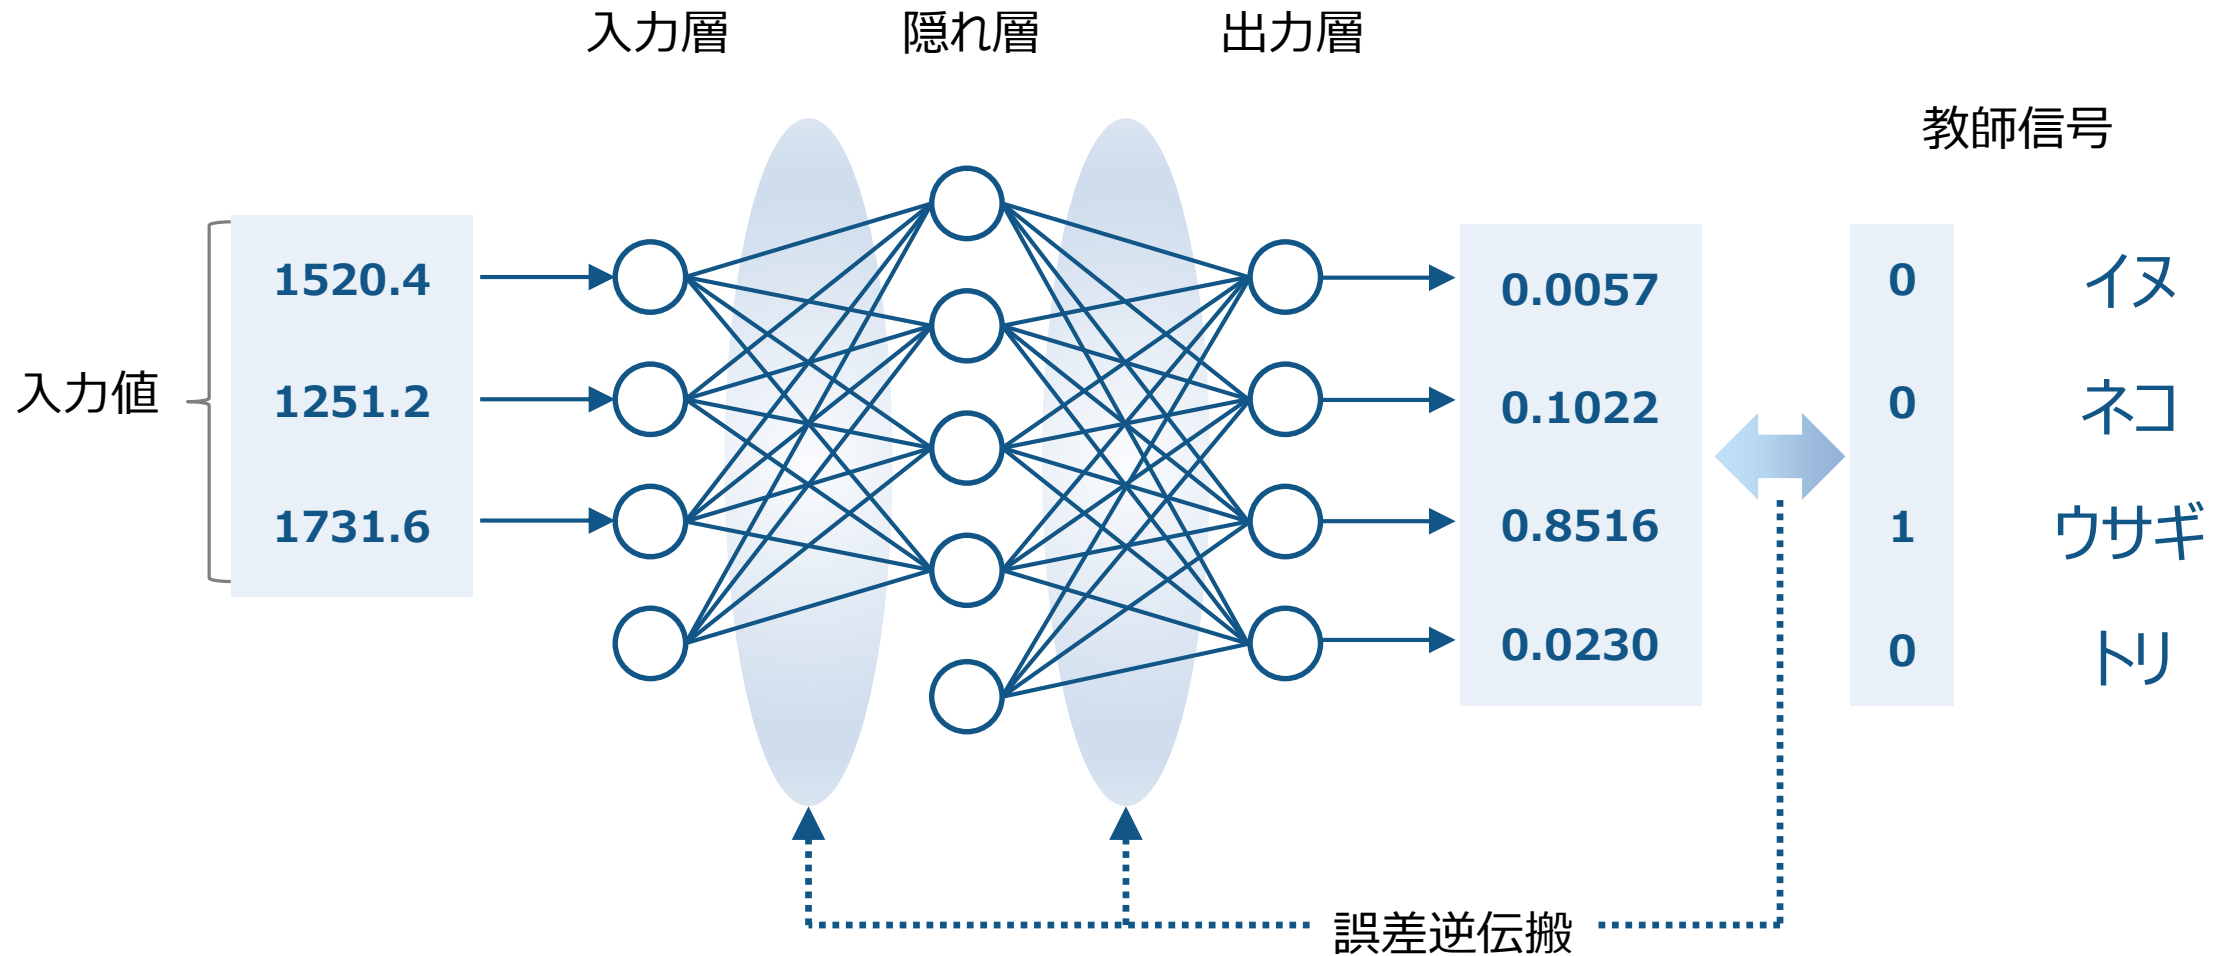 入力層
隠れ層
出力層
教師信号
入力値
1520.4
1251.2
1731.6
0.0057
0.1022
0.8516
0.0230
0
0
1
0
イヌ
ネコ
ウサギ
トリ
誤差逆伝搬